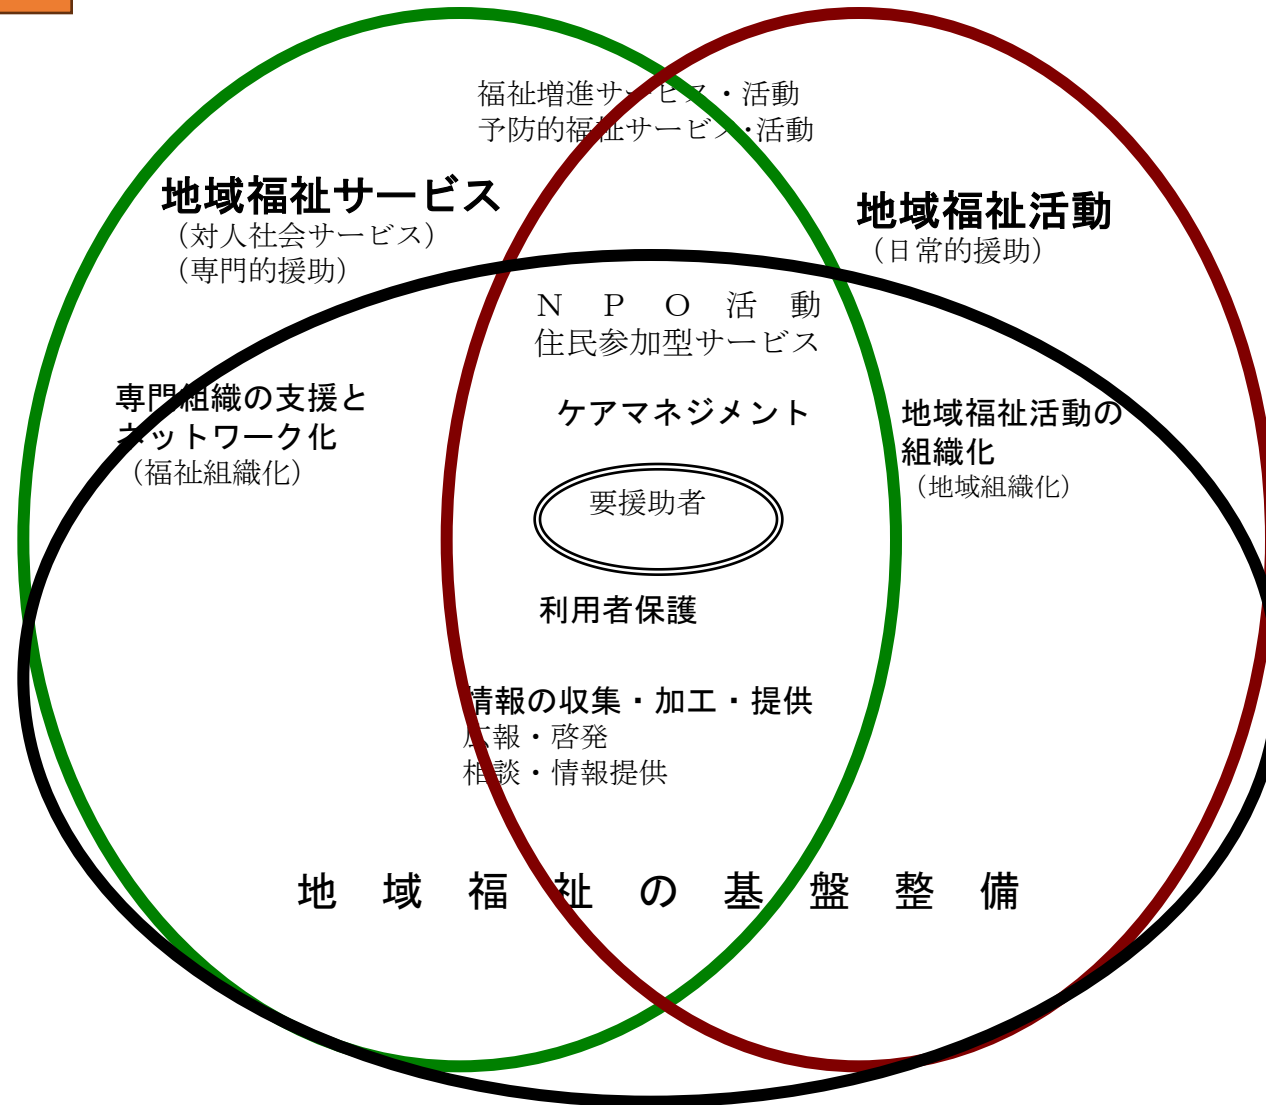 福祉増進サービス・活動
予防的福祉サービス・活動
地域福祉サービス
（対人社会サービス）
（専門的援助）
地域福祉活動
（日常的援助）
ＮＰＯ活動
住民参加型サービス
専門組織の支援と
ネットワーク化
（福祉組織化）
ケアマネジメント
地域福祉活動の
組織化
（地域組織化）
要援助者
利用者保護
情報の収集・加工・提供
広報・啓発
相談・情報提供
地域福祉の基盤整備